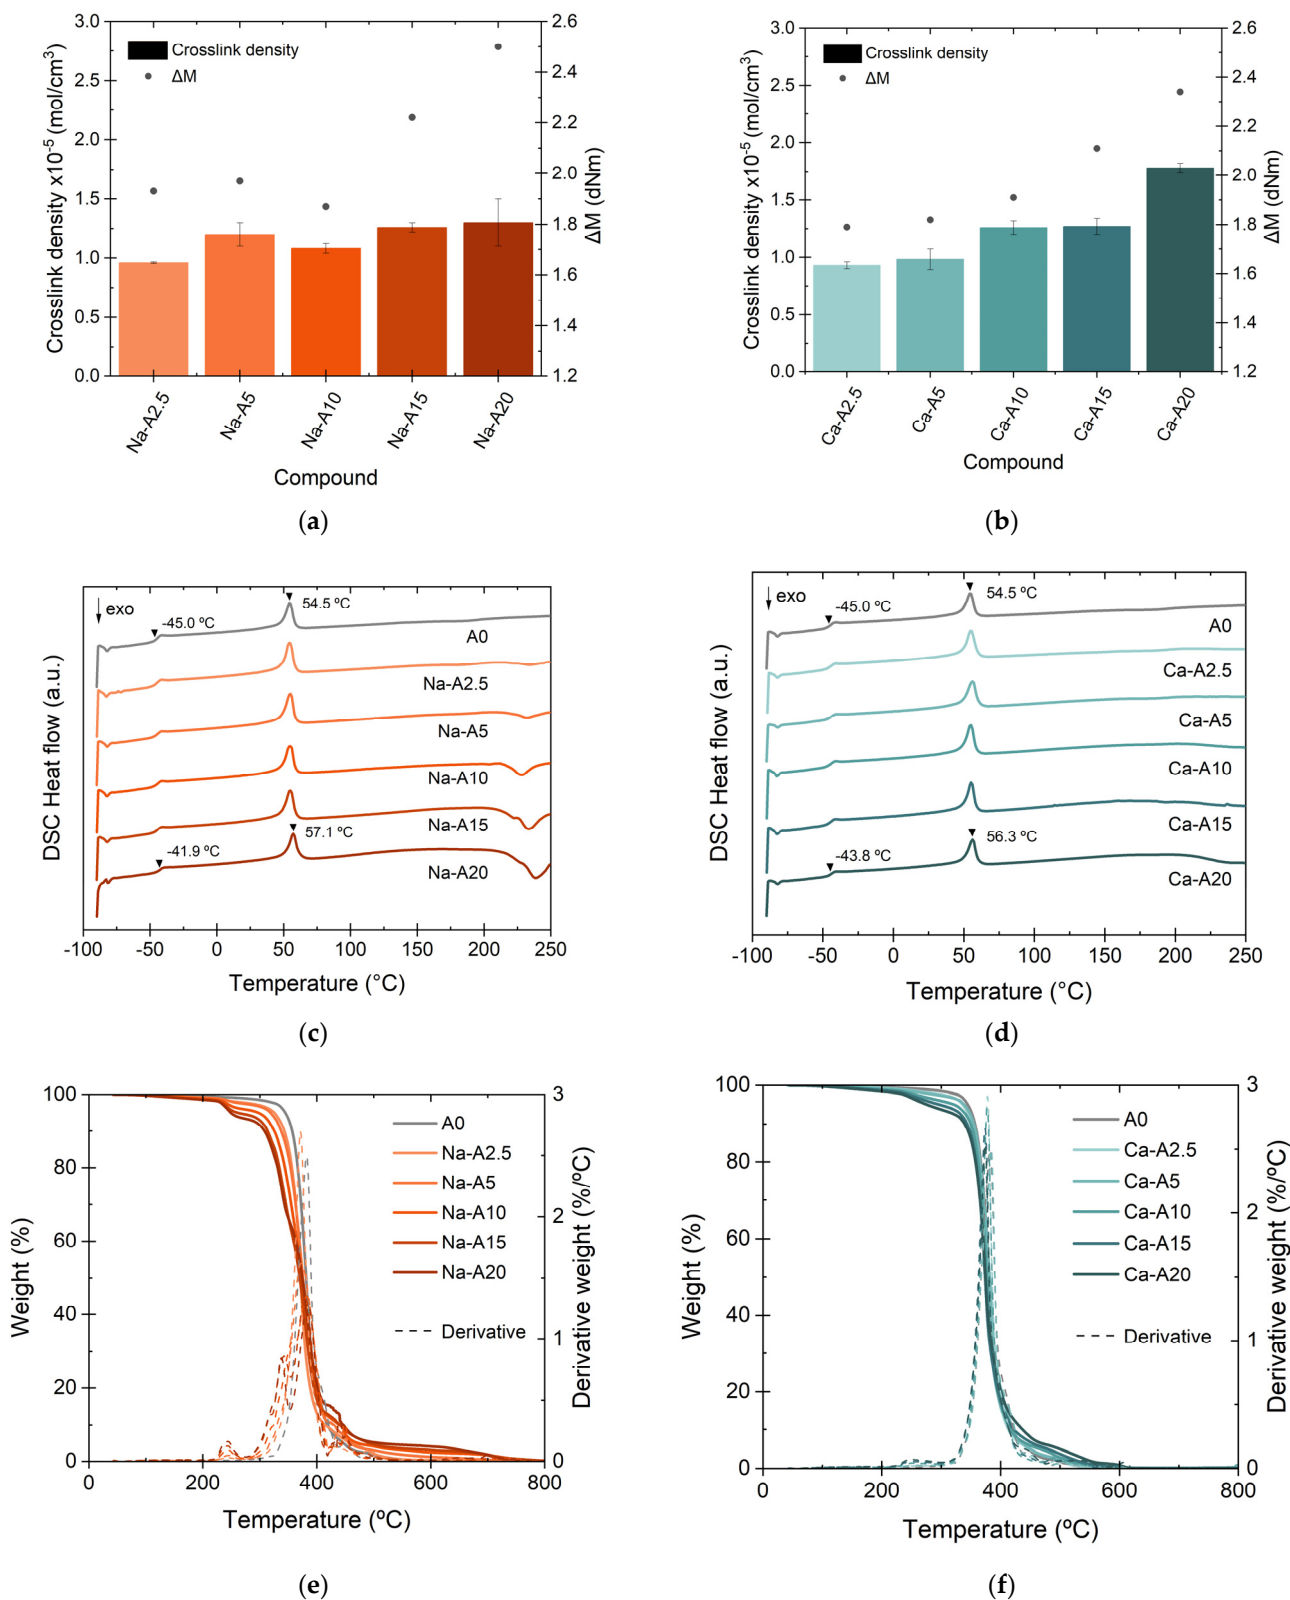 Crosslink density
ΔM
3.0
2.5
2.0
1.5
1.0
0.5
0.0
Crosslink density x10⁻⁵ (mol/cm³)
2.6
2.4
2.2
2.0
1.8
1.6
1.4
1.2
ΔM (dNm)
Na-A2.5
Na-A5
Na-A10
Na-A15
Na-A20
Compound
(a)
Crosslink density
ΔM
3.0
2.5
2.0
1.5
1.0
0.5
0.0
Crosslink density x10⁻⁵ (mol/cm³)
2.6
2.4
2.2
2.0
1.8
1.6
1.4
1.2
ΔM (dNm)
Ca-A2.5
Ca-A5
Ca-A10
Ca-A15
Ca-A20
Compound
(b)
exo
-45.0 ºC
54.5 ºC
A0
Na-A2.5
Na-A5
Na-A10
Na-A15
-41.9 ºC
57.1 ºC
Na-A20
DSC Heat flow (a.u.)
-100 -50 0 50 100 150 200 250
Temperature (°C)
(c)
exo
-45.0 ºC
54.5 ºC
A0
Ca-A2.5
Ca-A5
Ca-A10
Ca-A15
-43.8 ºC
56.3 ºC
Ca-A20
DSC Heat flow (a.u.)
-100 -50 0 50 100 150 200 250
Temperature (°C)
(d)
100
80
60
40
20
0
Weight (%)
A0
Na-A2.5
Na-A5
Na-A10
Na-A15
Na-A20
Derivative
3
2
1
0
Derivative weight (%/ºC)
0 200 400 600 800
Temperature (ºC)
(e)
100
80
60
40
20
0
Weight (%)
A0
Ca-A2.5
Ca-A5
Ca-A10
Ca-A15
Ca-A20
Derivative
3
2
1
0
Derivative weight (%/ºC)
0 200 400 600 800
Temperature (ºC)
(f)